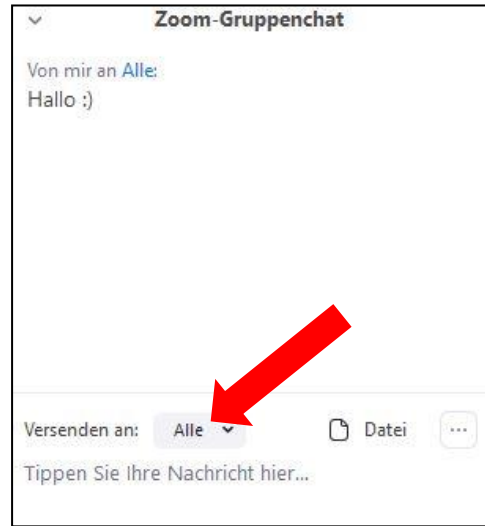 Zoom-Gruppenchat
Von mir an Alle:
Hallo :)
Versenden an: Alle Datei ...
Tippen Sie Ihre Nachricht hier...